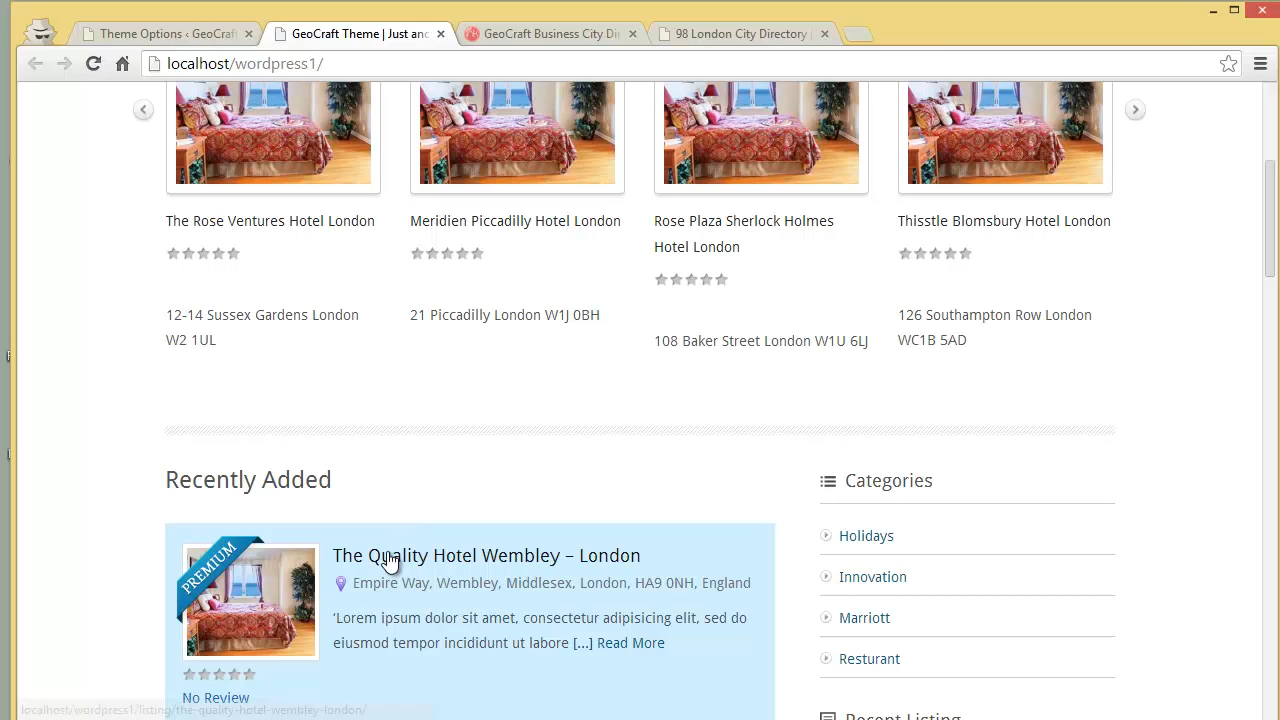 Theme Options ‹ GeoCraf
GeoCraft Theme | Just anc
GeoCraft Business City Di
98 London City Directory
localhost/wordpress1/
The Rose Ventures Hotel London
Meridien Piccadilly Hotel London
Rose Plaza Sherlock Holmes
Hotel London
Thisstle Blomsbury Hotel London
12-14 Sussex Gardens London
W2 1UL
21 Piccadilly London W1J 0BH
108 Baker Street London W1U 6LJ
126 Southampton Row London
WC1B 5AD
Recently Added
Categories
PREMIUM
The Quality Hotel Wembley – London
Empire Way, Wembley, Middlesex, London, HA9 0NH, England
‘Lorem ipsum dolor sit amet, consectetur adipisicing elit, sed do
eiusmod tempor incididunt ut labore [...] Read More
No Review
Holidays
Innovation
Marriott
Resturant
Recent Listing
localhost/wordpress1/listing/the-quality-hotel-wembley-london/